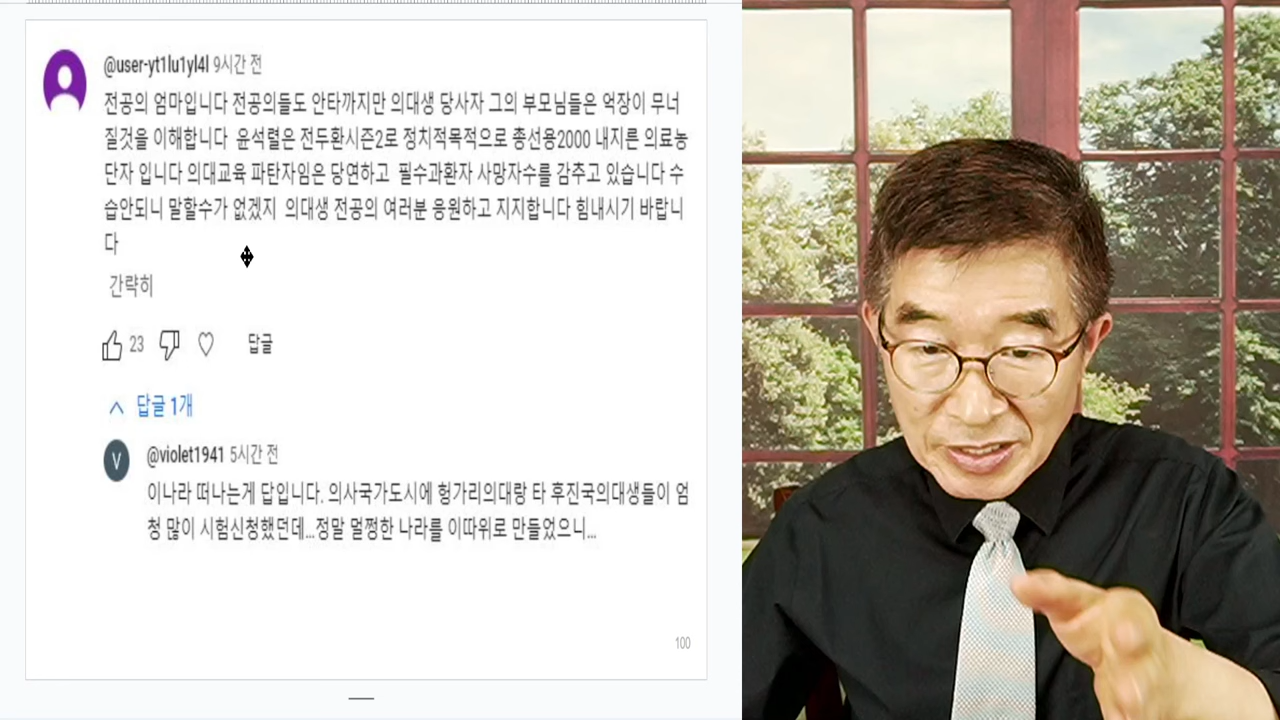 @user-yt1lu1yl4l 9시간 전
전공의 엄마입니다 전공의들도 안타까지만 의대생 당사자 그의 부모님들은 억장이 무너
질것을 이해합니다 윤석렬은 전두환시즌2로 정치적목적으로 총선용2000 내지른 의료농
단자 입니다 의대교육 파탄자임은 당연하고 필수과환자 사망자수를 감추고 있습니다 수
습안되니 말할수가 없겠지 의대생 전공의 여러분 응원하고 지지합니다 힘내시기 바랍니
다
간략히
23 답글
답글 1개
V
@violet1941 5시간 전
이나라 떠나는게 답입니다. 의사국가도시에 헝가리의대랑 타 후진국의대생들이 엄
청 많이 시험신청했던데...정말 멀쩡한 나라를 이따위로 만들었으니...
100